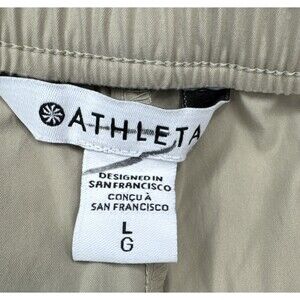 ATHLETA
DESIGNED IN
SAN FRANCISCO
CONÇU À
SAN FRANCISCO
L
G